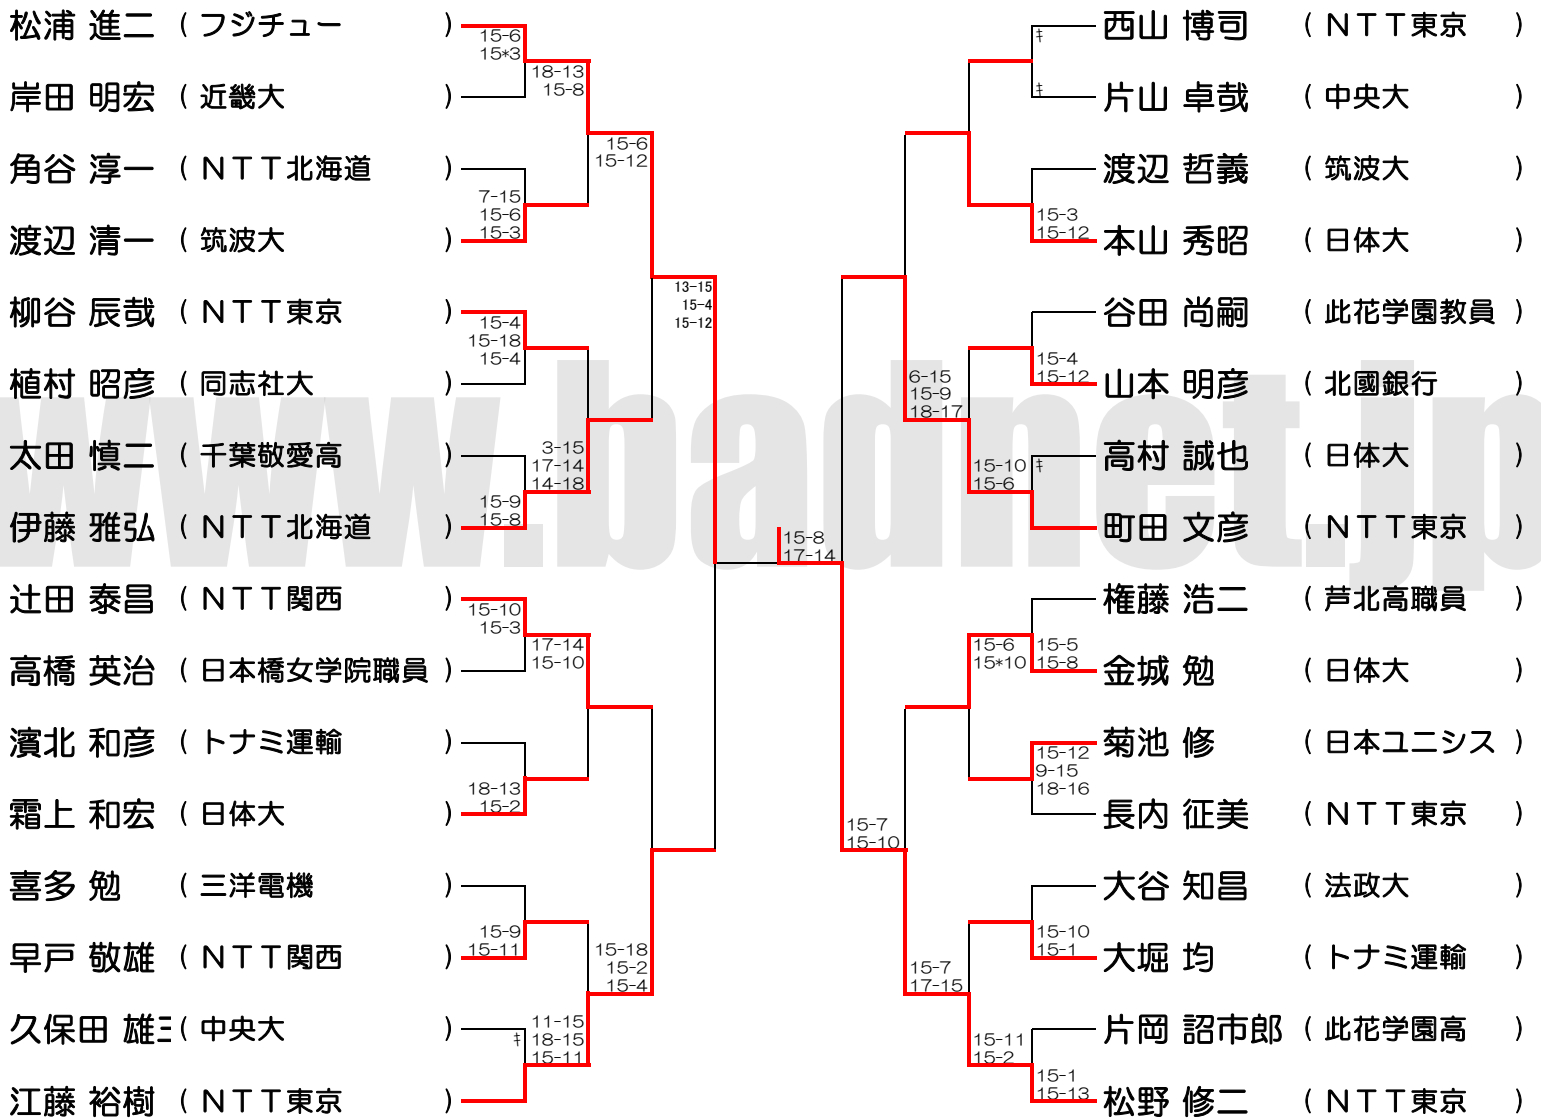 松浦 進二 ( フジチュー )
15-6
15*3
18-13
15-8
岸田 明宏 ( 近畿大 )
15-6
15-12
角谷 淳一 ( NTT北海道 )
7-15
15-6
15-3
渡辺 清一 ( 筑波大 )
13-15
15-4
15-12
柳谷 辰哉 ( NTT東京 )
15-4
15-18
15-4
植村 昭彦 ( 同志社大 )
太田 慎二 ( 千葉敬愛高 )
3-15
17-14
14-18
15-9
15-8
伊藤 雅弘 ( NTT北海道 )
辻田 泰昌 ( NTT関西 )
15-10
15-3
17-14
15-10
高橋 英治 ( 日本橋女学院職員 )
濱北 和彦 ( トナミ運輸 )
18-13
15-2
霜上 和宏 ( 日体大 )
喜多 勉 ( 三洋電機 )
15-9
15-11
早戸 敬雄 ( NTT関西 )
15-18
15-2
15-4
久保田 雄三 ( 中央大 )
キ
11-15
18-15
15-11
江藤 裕樹 ( NTT東京 )
15-8
17-14
西山 博司 ( NTT東京 )
キ
キ
片山 卓哉 ( 中央大 )
渡辺 哲義 ( 筑波大 )
15-3
15-12
本山 秀昭 ( 日体大 )
谷田 尚嗣 ( 此花学園教員 )
15-4
15-12
山本 明彦 ( 北國銀行 )
6-15
15-9
18-17
高村 誠也 ( 日体大 )
キ
15-10
15-6
町田 文彦 ( NTT東京 )
権藤 浩二 ( 芦北高職員 )
15-6
15*10
15-5
15-8
金城 勉 ( 日体大 )
菊池 修 ( 日本ユニシス )
15-12
9-15
18-16
長内 征美 ( NTT東京 )
15-7
15-10
大谷 知昌 ( 法政大 )
15-10
15-1
大堀 均 ( トナミ運輸 )
15-7
17-15
片岡 詔市郎 ( 此花学園高 )
15-11
15-2
15-1
15-13
松野 修二 ( NTT東京 )
www.badnet.jp